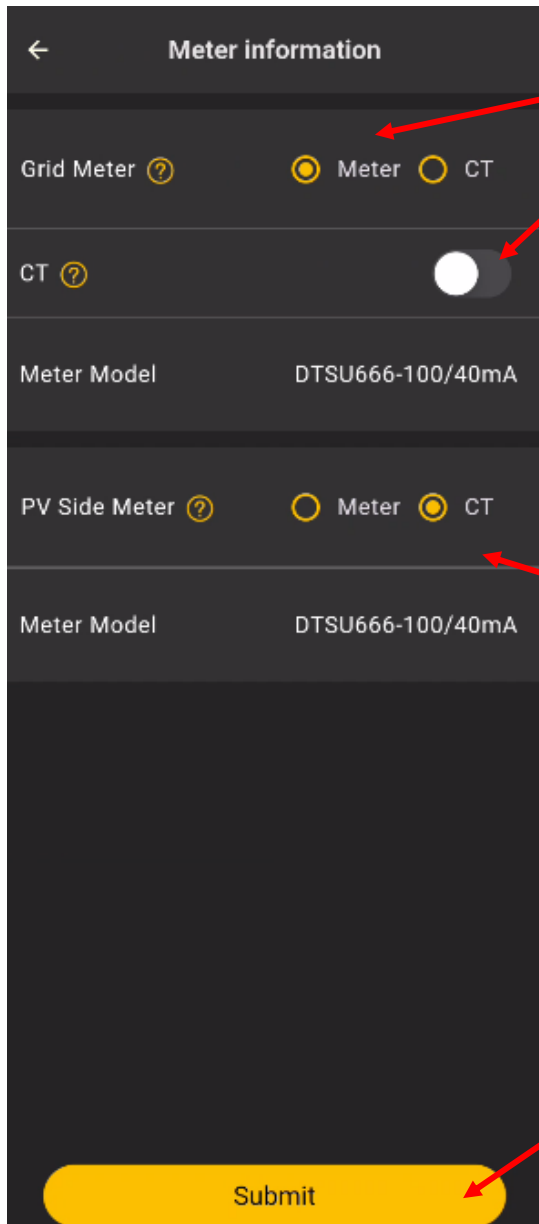 Meter information
Grid Meter ? Meter CT
CT ?
Meter Model DTSU666-100/40mA
PV Side Meter ? Meter CT
Meter Model DTSU666-100/40mA
Submit